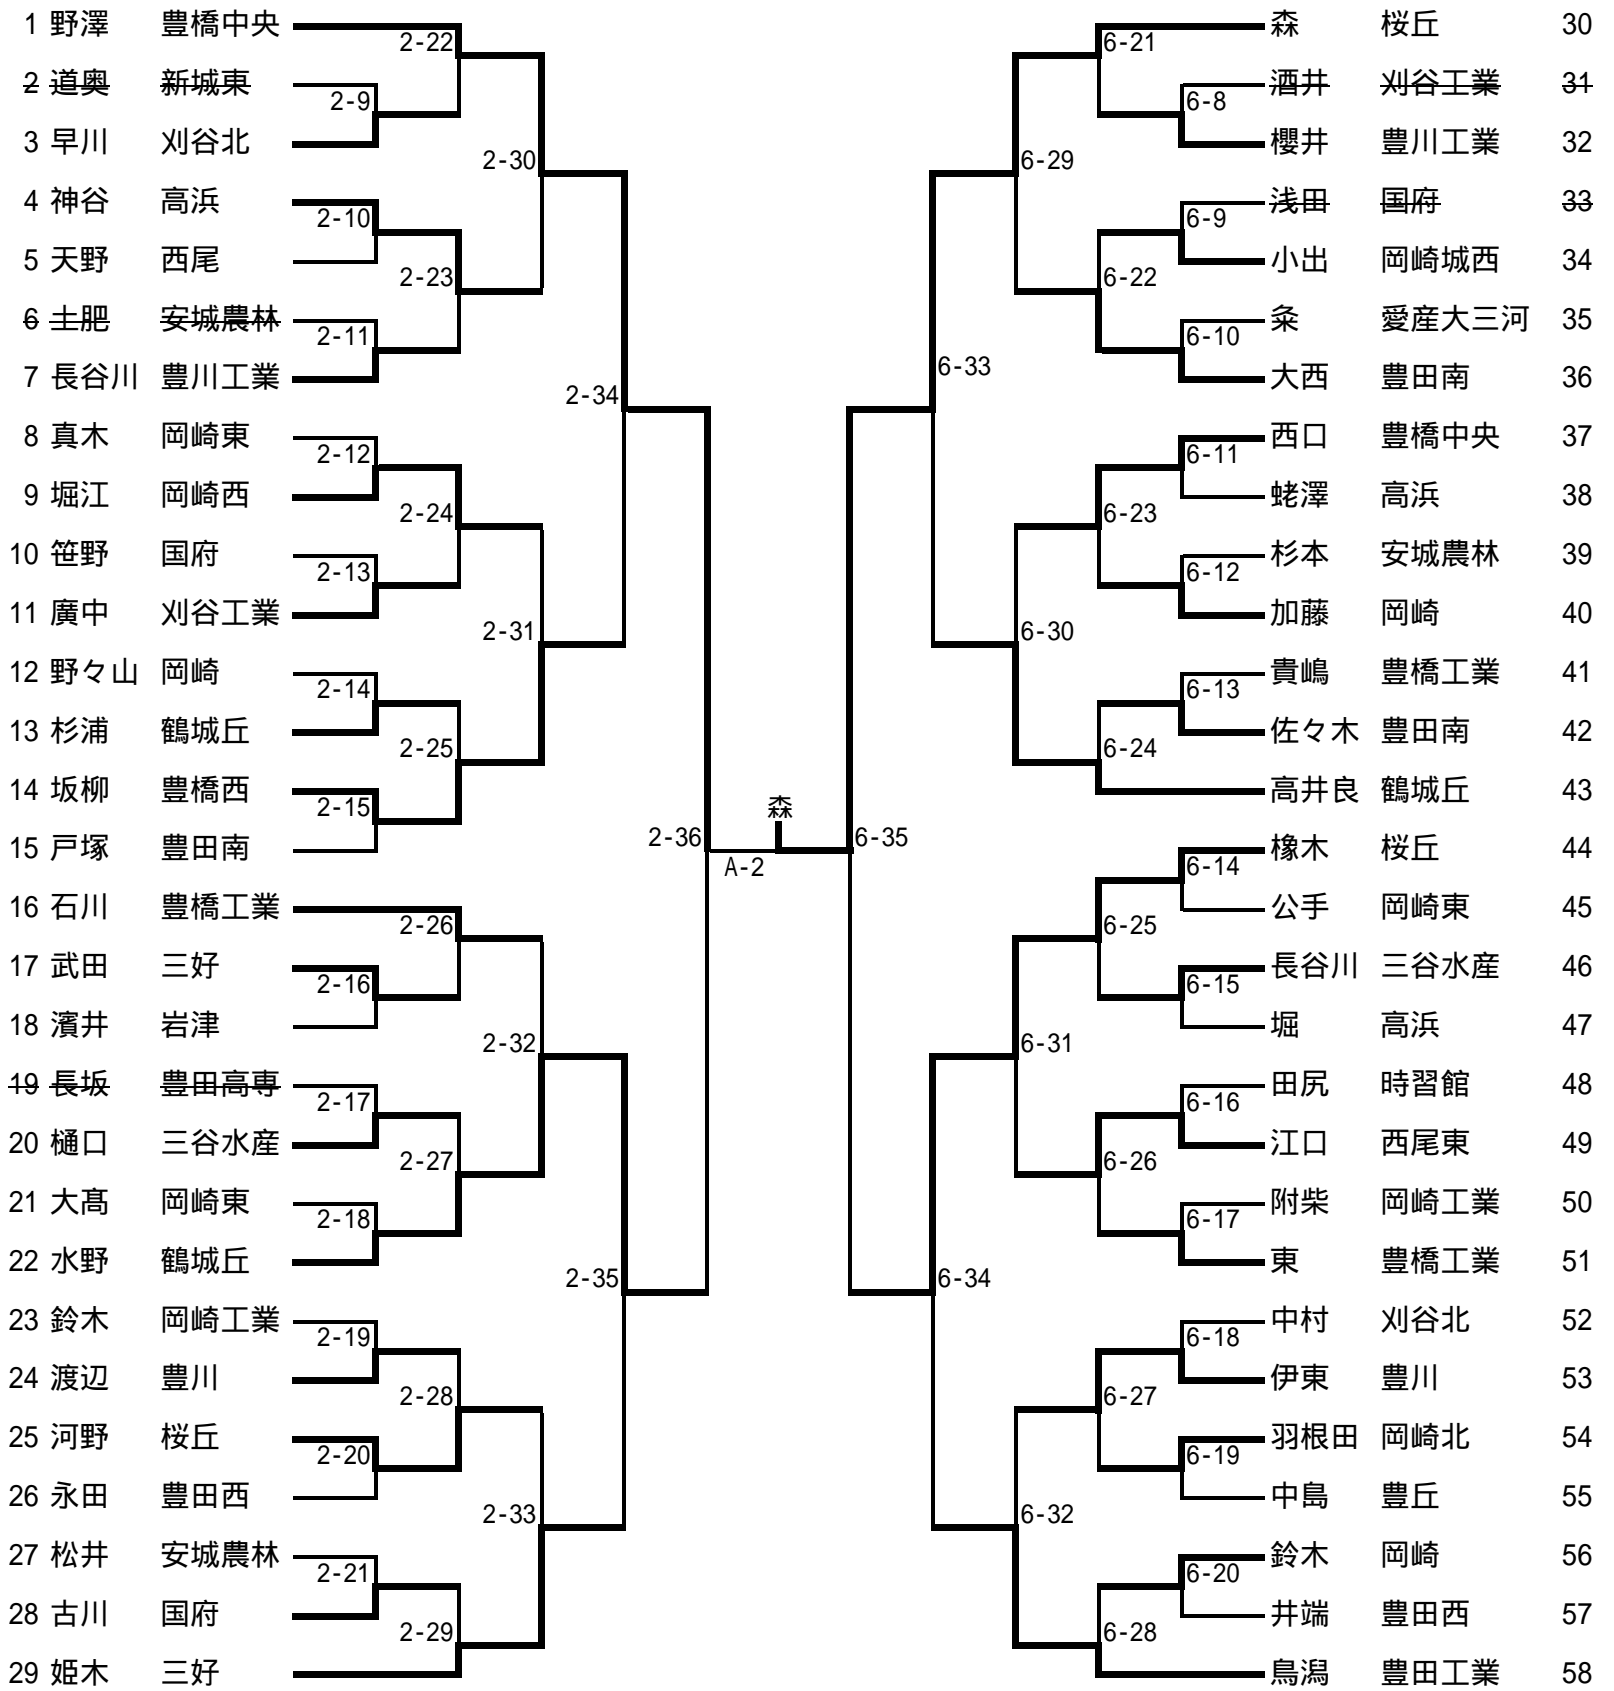 1 野澤 豊橋中央
2 道奥 新城東
3 早川 刈谷北
4 神谷 高浜
5 天野 西尾
6 土肥 安城農林
7 長谷川 豊川工業
8 真木 岡崎東
9 堀江 岡崎西
10 笹野 国府
11 廣中 刈谷工業
12 野々山 岡崎
13 杉浦 鶴城丘
14 坂柳 豊橋西
15 戸塚 豊田南
16 石川 豊橋工業
17 武田 三好
18 濱井 岩津
19 長坂 豊田高専
20 樋口 三谷水産
21 大髙 岡崎東
22 水野 鶴城丘
23 鈴木 岡崎工業
24 渡辺 豊川
25 河野 桜丘
26 永田 豊田西
27 松井 安城農林
28 古川 国府
29 姫木 三好
2-9
2-10
2-11
2-12
2-13
2-14
2-15
2-16
2-17
2-18
2-19
2-20
2-21
2-22
2-23
2-24
2-25
2-26
2-27
2-28
2-29
2-30
2-31
2-32
2-33
2-34
2-35
2-36
森
A-2
6-35
6-33
6-34
6-29
6-30
6-31
6-32
6-21
6-22
6-23
6-24
6-25
6-26
6-27
6-28
6-8
6-9
6-10
6-11
6-12
6-13
6-14
6-15
6-16
6-17
6-18
6-19
6-20
森 桜丘 30
酒井 刈谷工業 31
櫻井 豊川工業 32
浅田 国府 33
小出 岡崎城西 34
粂 愛産大三河 35
大西 豊田南 36
西口 豊橋中央 37
蛯澤 高浜 38
杉本 安城農林 39
加藤 岡崎 40
貴嶋 豊橋工業 41
佐々木 豊田南 42
高井良 鶴城丘 43
橡木 桜丘 44
公手 岡崎東 45
長谷川 三谷水産 46
堀 高浜 47
田尻 時習館 48
江口 西尾東 49
附柴 岡崎工業 50
東 豊橋工業 51
中村 刈谷北 52
伊東 豊川 53
羽根田 岡崎北 54
中島 豊丘 55
鈴木 岡崎 56
井端 豊田西 57
鳥潟 豊田工業 58